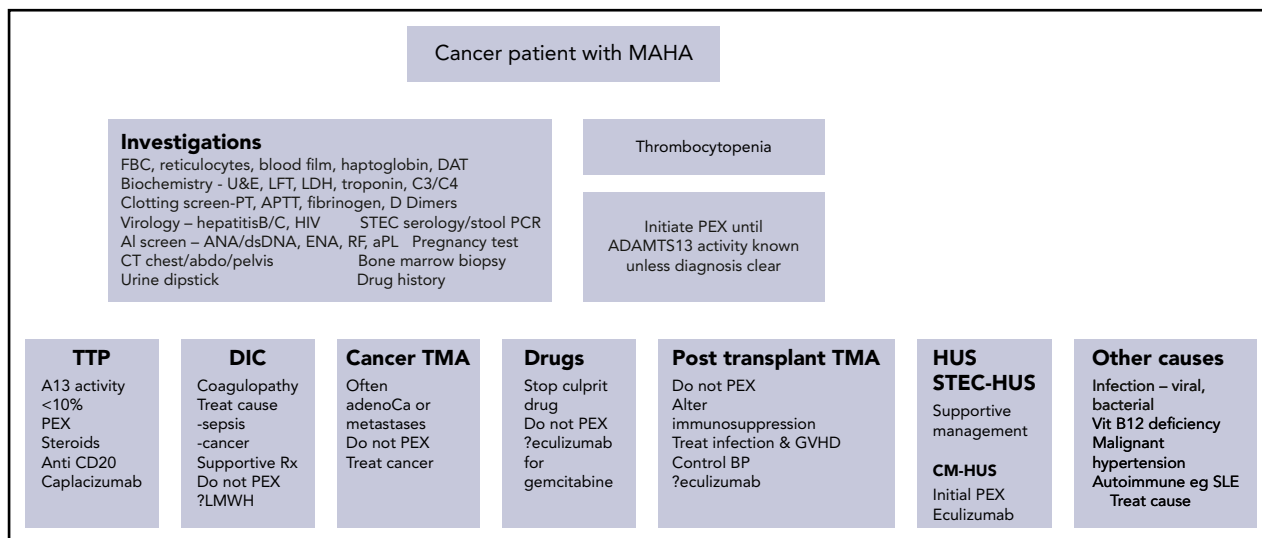 Cancer patient with MAHA
Investigations
FBC, reticulocytes, blood film, haptoglobin, DAT
Biochemistry - U&E, LFT, LDH, troponin, C3/C4
Clotting screen-PT, APTT, fibrinogen, D Dimers
Virology – hepatitisB/C, HIV STEC serology/stool PCR
AI screen – ANA/dsDNA, ENA, RF, aPL Pregnancy test
CT chest/abdo/pelvis Bone marrow biopsy
Urine dipstick Drug history
Thrombocytopenia
Initiate PEX until
ADAMTS13 activity known
unless diagnosis clear
TTP
A13 activity
<10%
PEX
Steroids
Anti CD20
Caplacizumab
DIC
Coagulopathy
Treat cause
-sepsis
-cancer
Supportive Rx
Do not PEX
?LMWH
Cancer TMA
Often
adenoCa or
metastases
Do not PEX
Treat cancer
Drugs
Stop culprit
drug
Do not PEX
?eculizumab
for
gemcitabine
Post transplant TMA
Do not PEX
Alter
immunosuppression
Treat infection & GVHD
Control BP
?eculizumab
HUS
STEC-HUS
Supportive
management
CM-HUS
Initial PEX
Eculizumab
Other causes
Infection – viral,
bacterial
Vit B12 deficiency
Malignant
hypertension
Autoimmune eg SLE
Treat cause